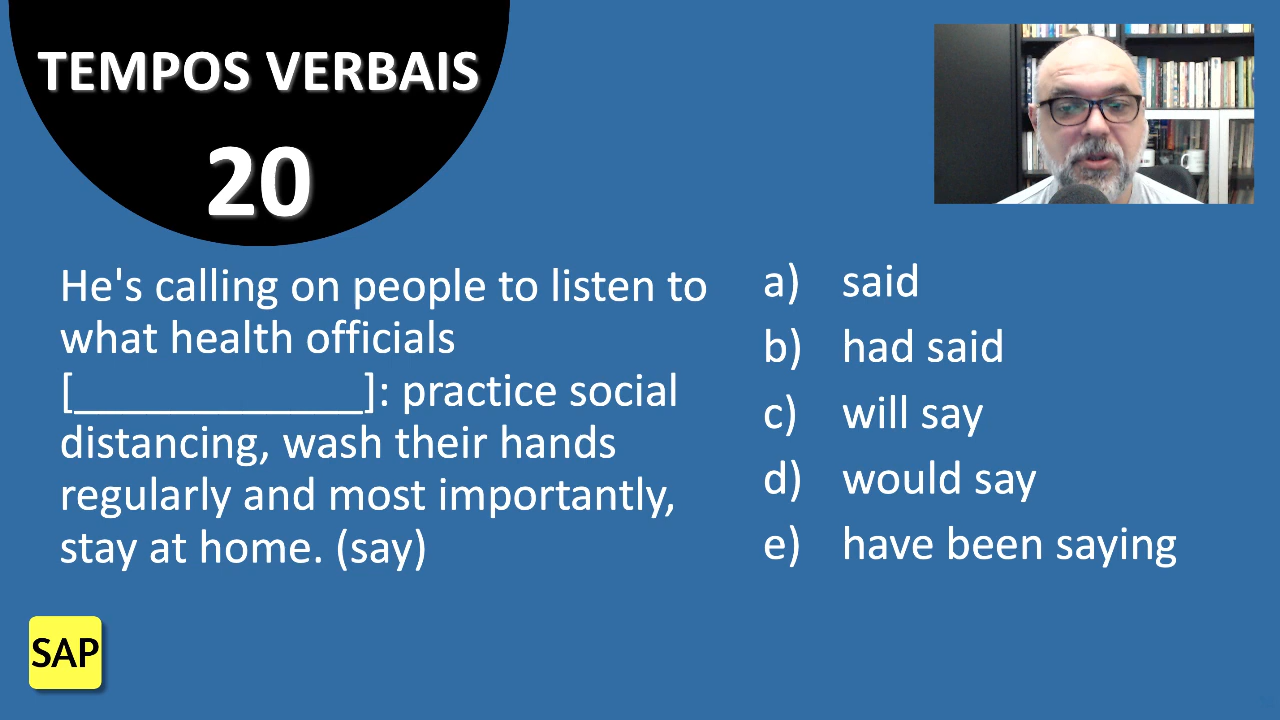 TEMPOS VERBAIS
20
He's calling on people to listen to
what health officials
[_____________]: practice social
distancing, wash their hands
regularly and most importantly,
stay at home. (say)
a) said
b) had said
c) will say
d) would say
e) have been saying
SAP